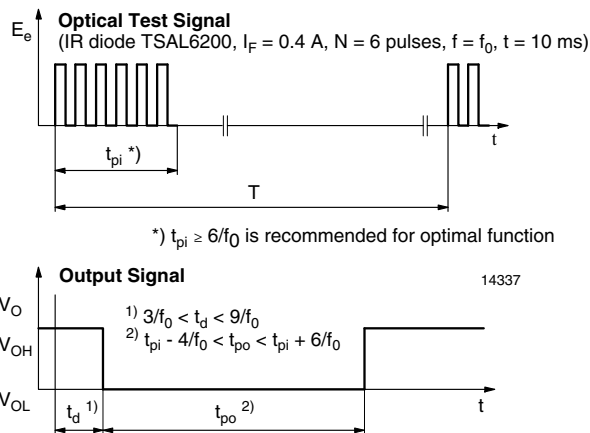 Optical Test Signal
(IR diode TSAL6200, I_F = 0.4 A, N = 6 pulses, f = f_0, t = 10 ms)
E_e
t
t_pi *)
T
*) t_pi ≥ 6/f_0 is recommended for optimal function
Output Signal
14337
V_O
V_OH
V_OL
1) 3/f_0 < t_d < 9/f_0
2) t_pi - 4/f_0 < t_po < t_pi + 6/f_0
t_d 1)
t_po 2)
t